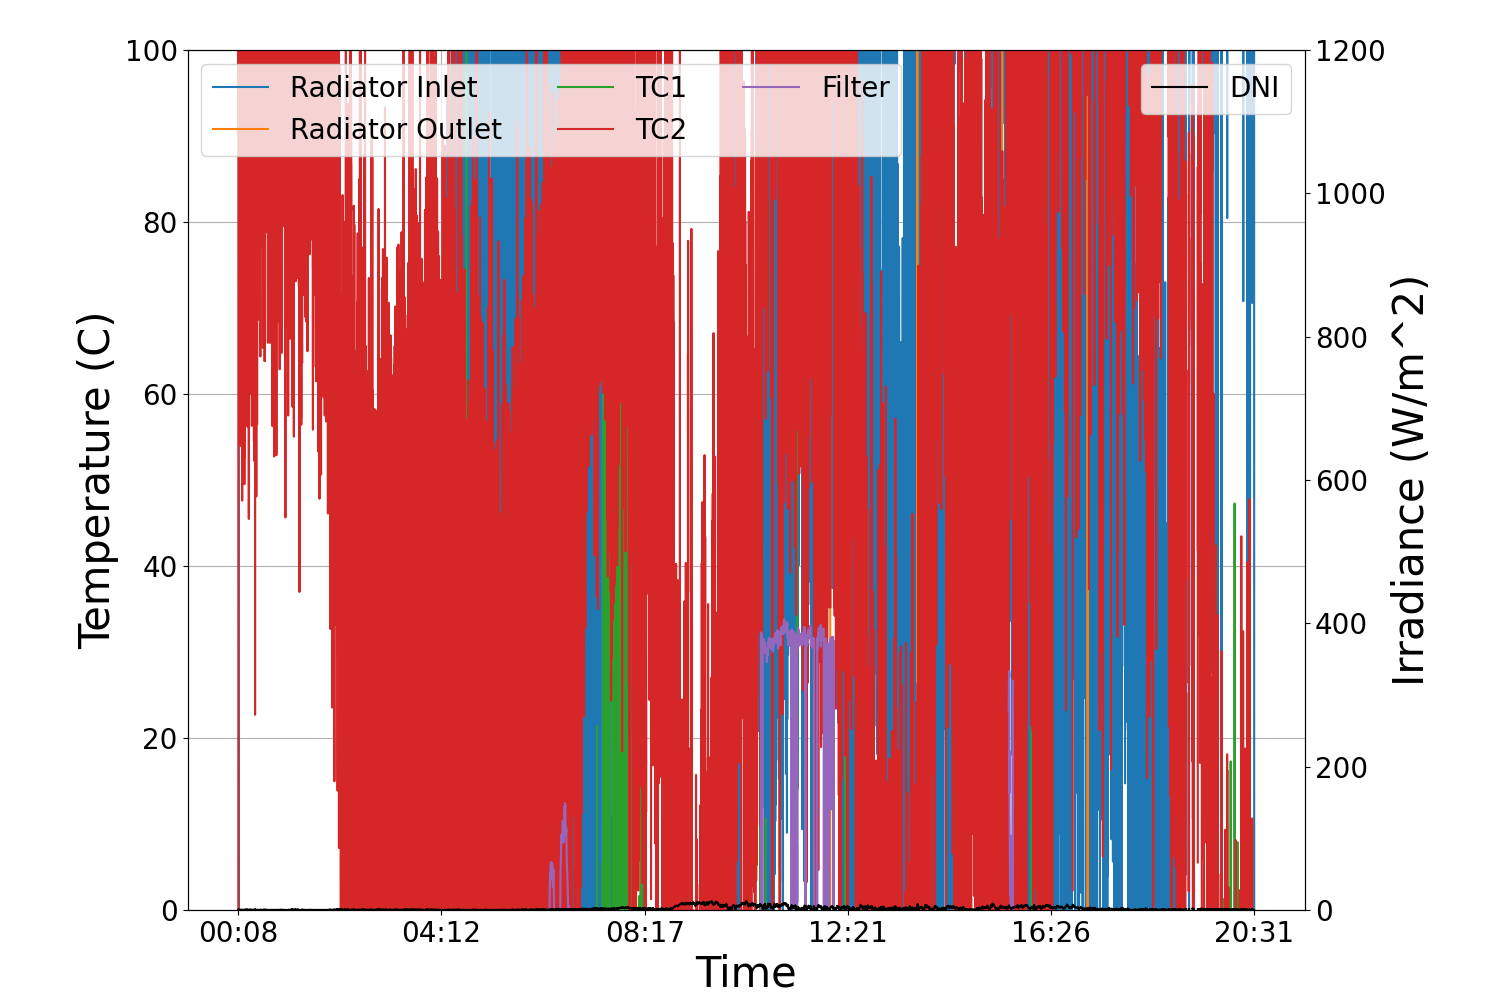 Radiator Inlet
Radiator Outlet
TC1
TC2
Filter
DNI
100
80
60
40
20
0
Temperature (C)
1200
1000
800
600
400
200
0
Irradiance (W/m^2)
00:08
04:12
08:17
12:21
16:26
20:31
Time